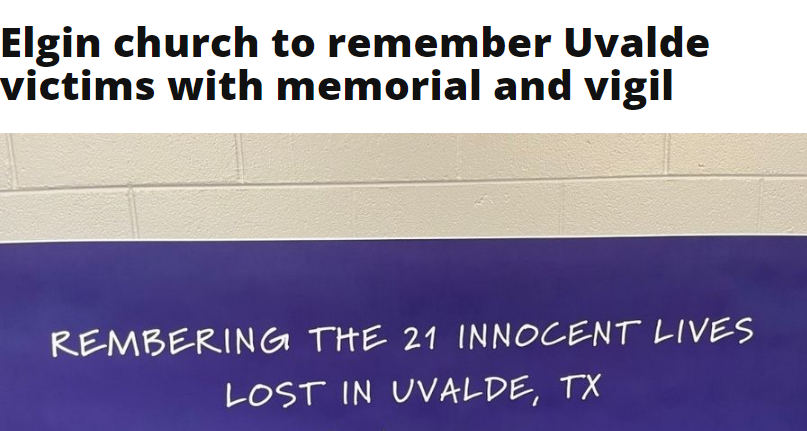 Elgin church to remember Uvalde
victims with memorial and vigil
REMBERING THE 21 INNOCENT LIVES
LOST IN UVALDE, TX